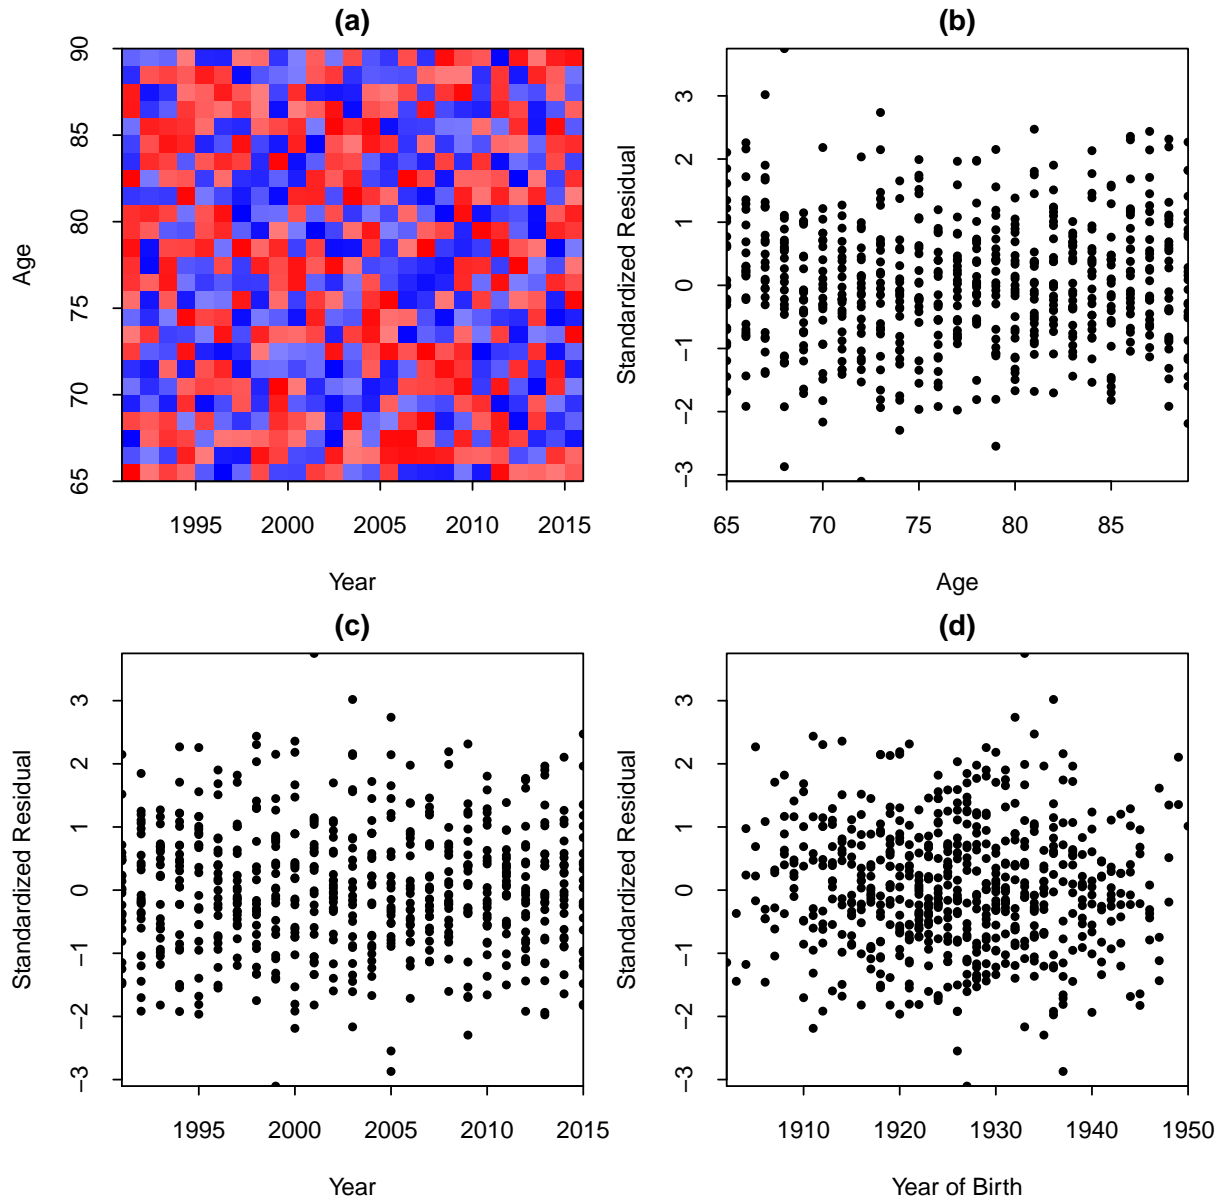 (a)
Age
90
85
80
75
70
65
1995 2000 2005 2010 2015
Year
(b)
Standardized Residual
3
2
1
0
−1
−2
−3
65 70 75 80 85
Age
(c)
Standardized Residual
3
2
1
0
−1
−2
−3
1995 2000 2005 2010 2015
Year
(d)
Standardized Residual
3
2
1
0
−1
−2
−3
1910 1920 1930 1940 1950
Year of Birth